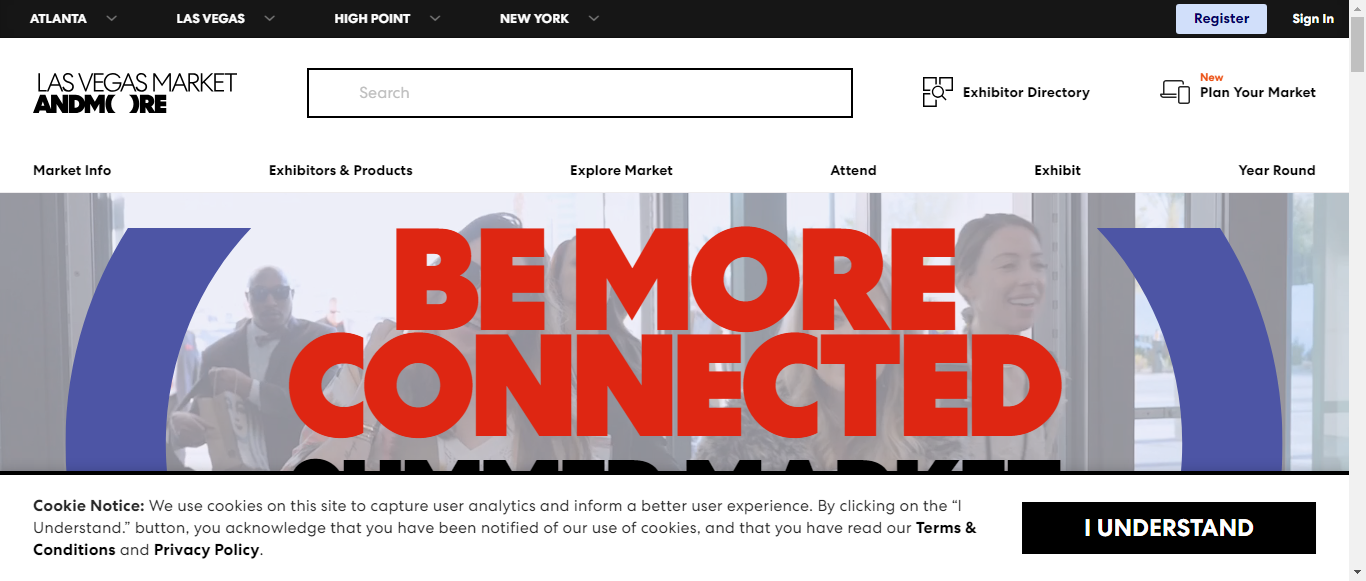 ATLANTA LAS VEGAS HIGH POINT NEW YORK Register Sign In
LAS VEGAS MARKET
ANDMORE
Search
Exhibitor Directory
New
Plan Your Market
Market Info Exhibitors & Products Explore Market Attend Exhibit Year Round
BE MORE
CONNECTED
SUMMER MARKET
Cookie Notice: We use cookies on this site to capture user analytics and inform a better user experience. By clicking on the “I
Understand.” button, you acknowledge that you have been notified of our use of cookies, and that you have read our Terms &
Conditions and Privacy Policy.
I UNDERSTAND